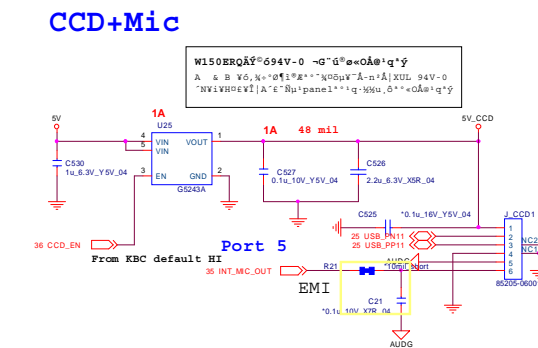 CCD+Mic
1A
5V
U25
4
5
VIN
VIN
VOUT
1
3
EN
GND
2
G5243A
C530
1u_6.3V_Y5V_04
1A 48 mil
C527
0.1u_10V_Y5V_04
C526
2.2u_6.3V_X5R_04
5V_CCD
C525
*0.1u_16V_Y5V_04
J_CCD1
1
2
3
4
5
6
NC2
NC1
85205-0600
25 USB_PN11
25 USB_PP11
36 CCD_EN
From KBC default HI
Port 5
35 INT_MIC_OUT
R21
EMI
C21
*0.1u_10V_X7R_04
AUDG